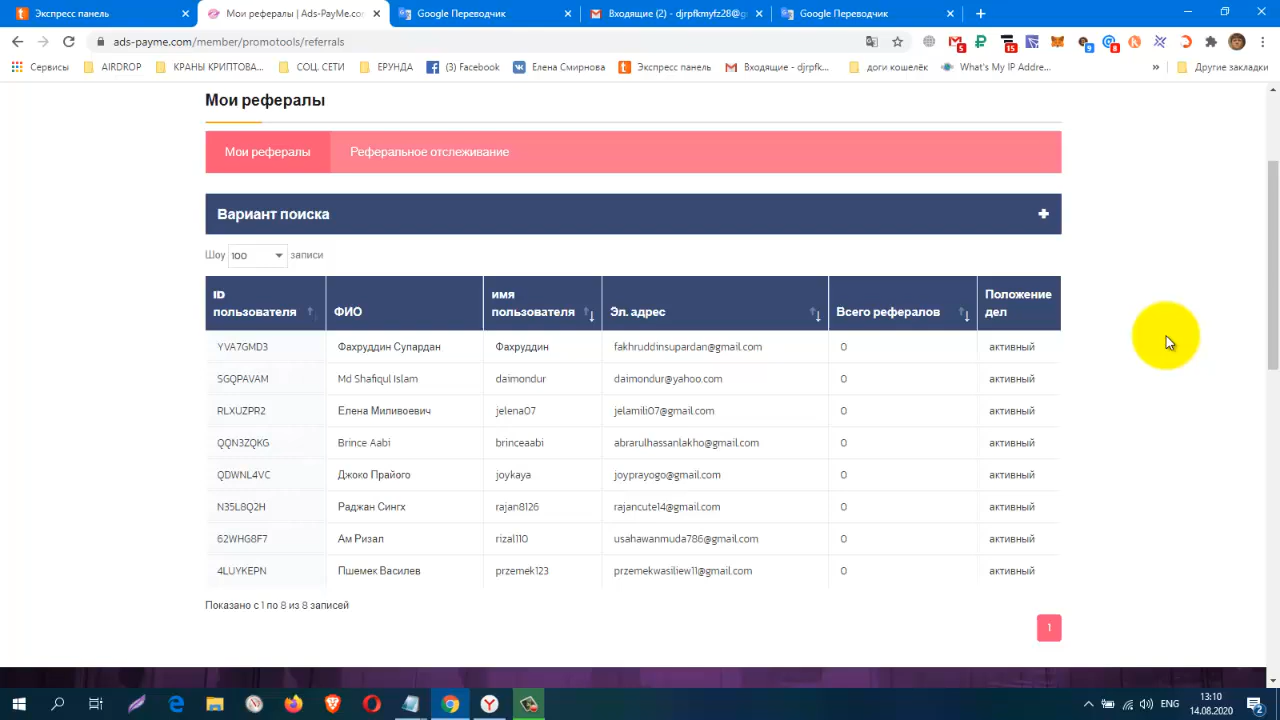 Экспресс панель
Мои рефералы | Ads-PayMe.co
Google Переводчик
Входящие (2) - djrpfkmyfz28@g
Google Переводчик
ads-payme.com/member/promotools/referrals
Сервисы AIRDROP КРАНЫ КРИПТОВА... СОЦ. СЕТИ ЕРУНДА (3) Facebook Елена Смирнова Экспресс панель Входящие - djrpfk... доги кошелёк What's My IP Addre... » Другие закладки
Мои рефералы
Мои рефералы Реферальное отслеживание
Вариант поиска
Шоу 100 записи
ID пользователя ФИО имя пользователя Эл. адрес Всего рефералов Положение дел
YVA7GMD3 Фахруддин Супардан Фахруддин fakhruddinsupardan@gmail.com 0 активный
SGQPAVAM Md Shafiqul Islam daimondur daimondur@yahoo.com 0 активный
RLXUZPR2 Елена Миливоевич jelena07 jelamili07@gmail.com 0 активный
QQN3ZQKG Brince Aabi brinceaabi abrarulhassanlakho@gmail.com 0 активный
QDWNL4VC Джоко Прайого joykaya joyprayogo@gmail.com 0 активный
N35L8Q2H Раджан Сингх rajan8126 rajancute14@gmail.com 0 активный
62WHG8F7 Ам Ризал rizal110 usahawanmuda786@gmail.com 0 активный
4LUYKEPN Пшемек Василев przemek123 przemekwasiliew11@gmail.com 0 активный
Показано с 1 по 8 из 8 записей
1
ENG
13:10
14.08.2020